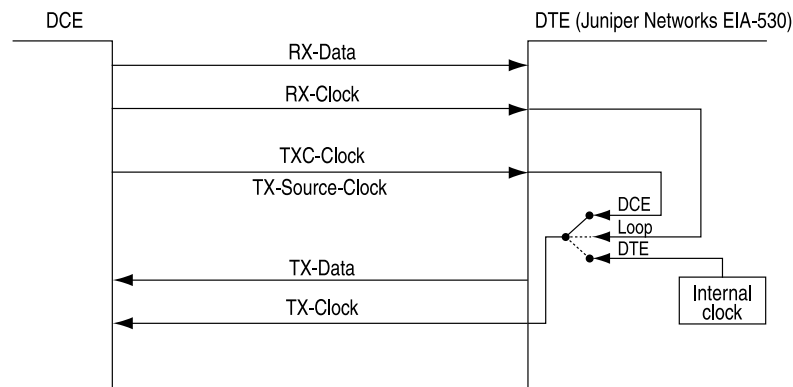 DCE
DTE (Juniper Networks EIA-530)
RX-Data
RX-Clock
TXC-Clock
TX-Source-Clock
DCE
Loop
DTE
TX-Data
Internal
clock
TX-Clock